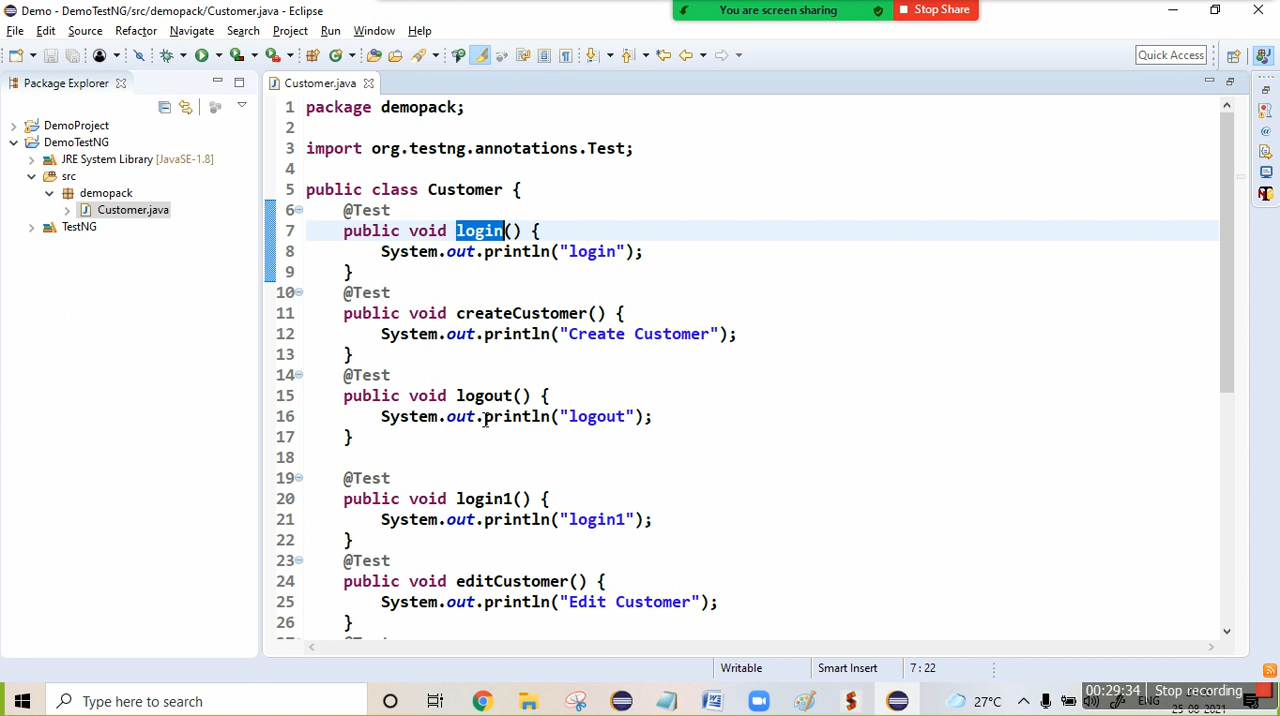 Demo - DemoTestNG/src/demopack/Customer.java - Eclipse
You are screen sharing
Stop Share
File Edit Source Refactor Navigate Search Project Run Window Help
Quick Access
Package Explorer
Customer.java
DemoProject
DemoTestNG
JRE System Library [JavaSE-1.8]
src
demopack
Customer.java
TestNG
1 package demopack;
2
3 import org.testng.annotations.Test;
4
5 public class Customer {
6 @Test
7 public void login() {
8 System.out.println("login");
9 }
10 @Test
11 public void createCustomer() {
12 System.out.println("Create Customer");
13 }
14 @Test
15 public void logout() {
16 System.out.println("logout");
17 }
18
19 @Test
20 public void login1() {
21 System.out.println("login1");
22 }
23 @Test
24 public void editCustomer() {
25 System.out.println("Edit Customer");
26 }
Writable Smart Insert 7 : 22
Type here to search
27°C
ENG
00:29:34 Stop recording
25-08-2021